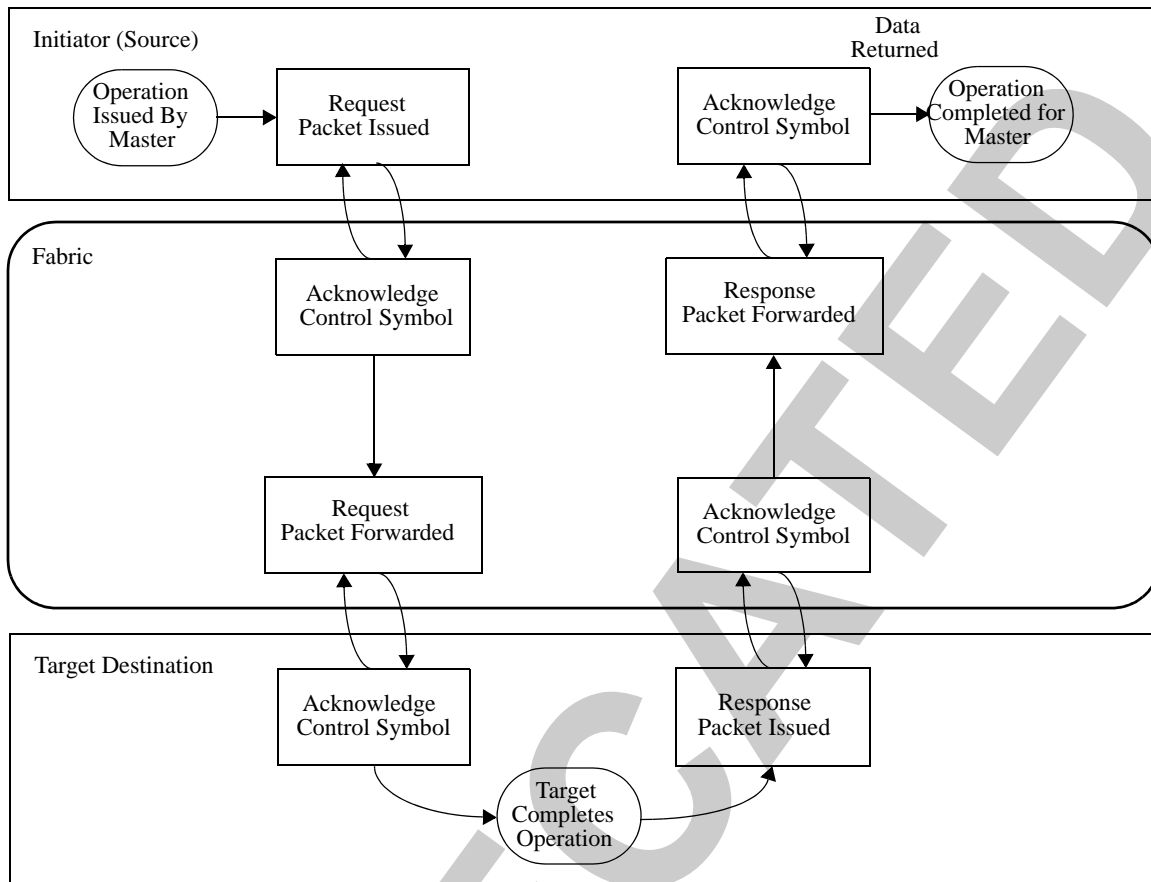 Initiator (Source)
Operation
Issued By
Master
Request
Packet Issued
Acknowledge
Control Symbol
Data
Returned
Operation
Completed for
Master
Fabric
Acknowledge
Control Symbol
Response
Packet Forwarded
Request
Packet Forwarded
Acknowledge
Control Symbol
Target Destination
Acknowledge
Control Symbol
Response
Packet Issued
Target
Completes
Operation
CATED